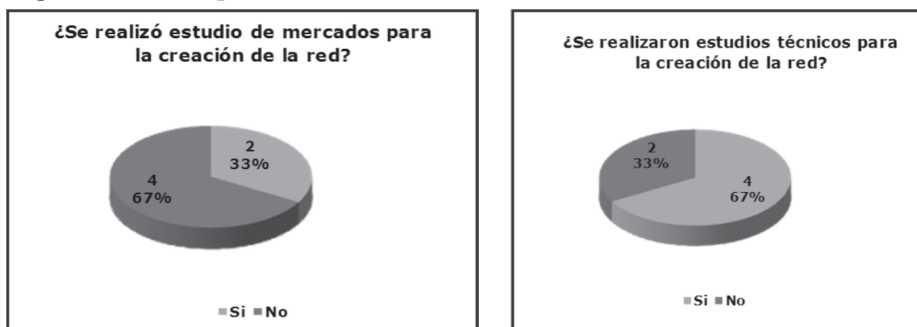 ¿Se realizó estudio de mercados para
la creación de la red?
2
33%
4
67%
Si No
¿Se realizaron estudios técnicos para
la creación de la red?
2
33%
4
67%
Si No